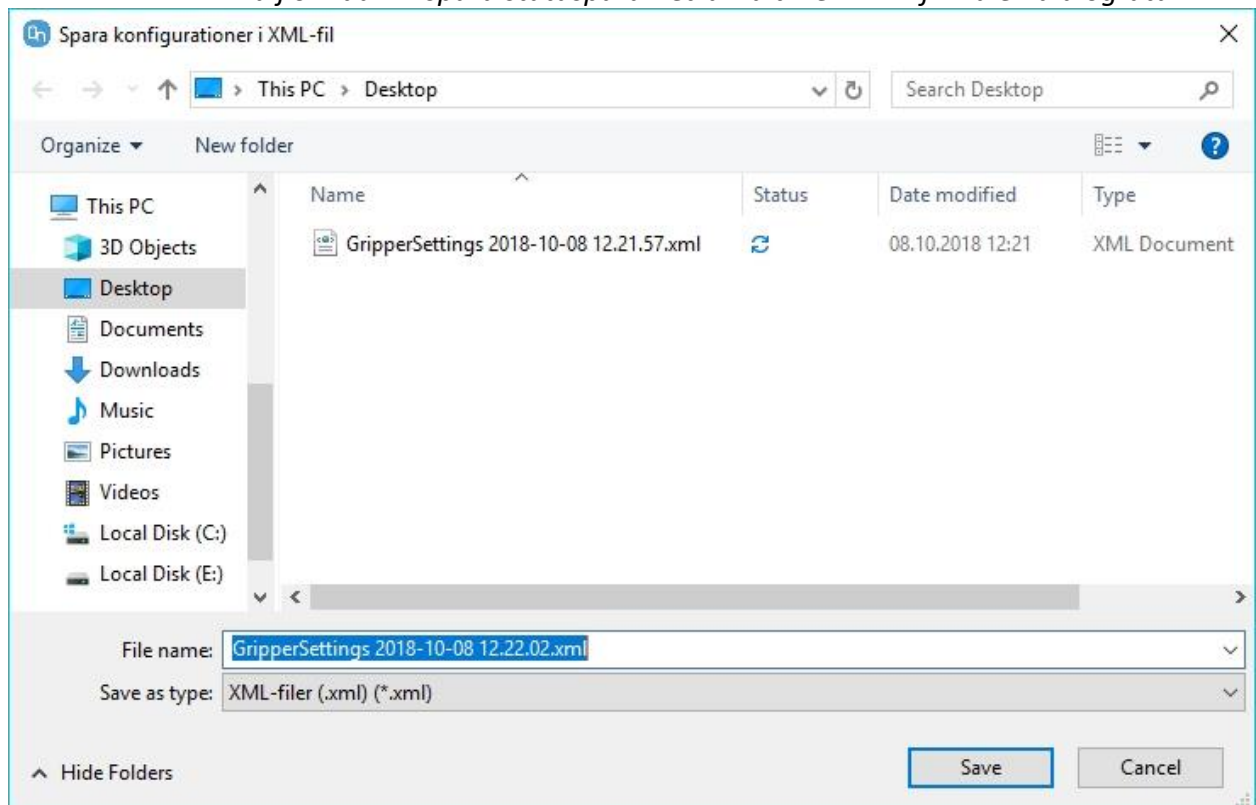 Spara konfigurationer i XML-fil
This PC > Desktop
Search Desktop
Organize
New folder
Name
Status
Date modified
Type
This PC
3D Objects
Desktop
Documents
Downloads
Music
Pictures
Videos
Local Disk (C:)
Local Disk (E:)
GripperSettings 2018-10-08 12.21.57.xml
08.10.2018 12:21
XML Document
File name: GripperSettings 2018-10-08 12.22.02.xml
Save as type: XML-filer (.xml) (*.xml)
Hide Folders
Save
Cancel